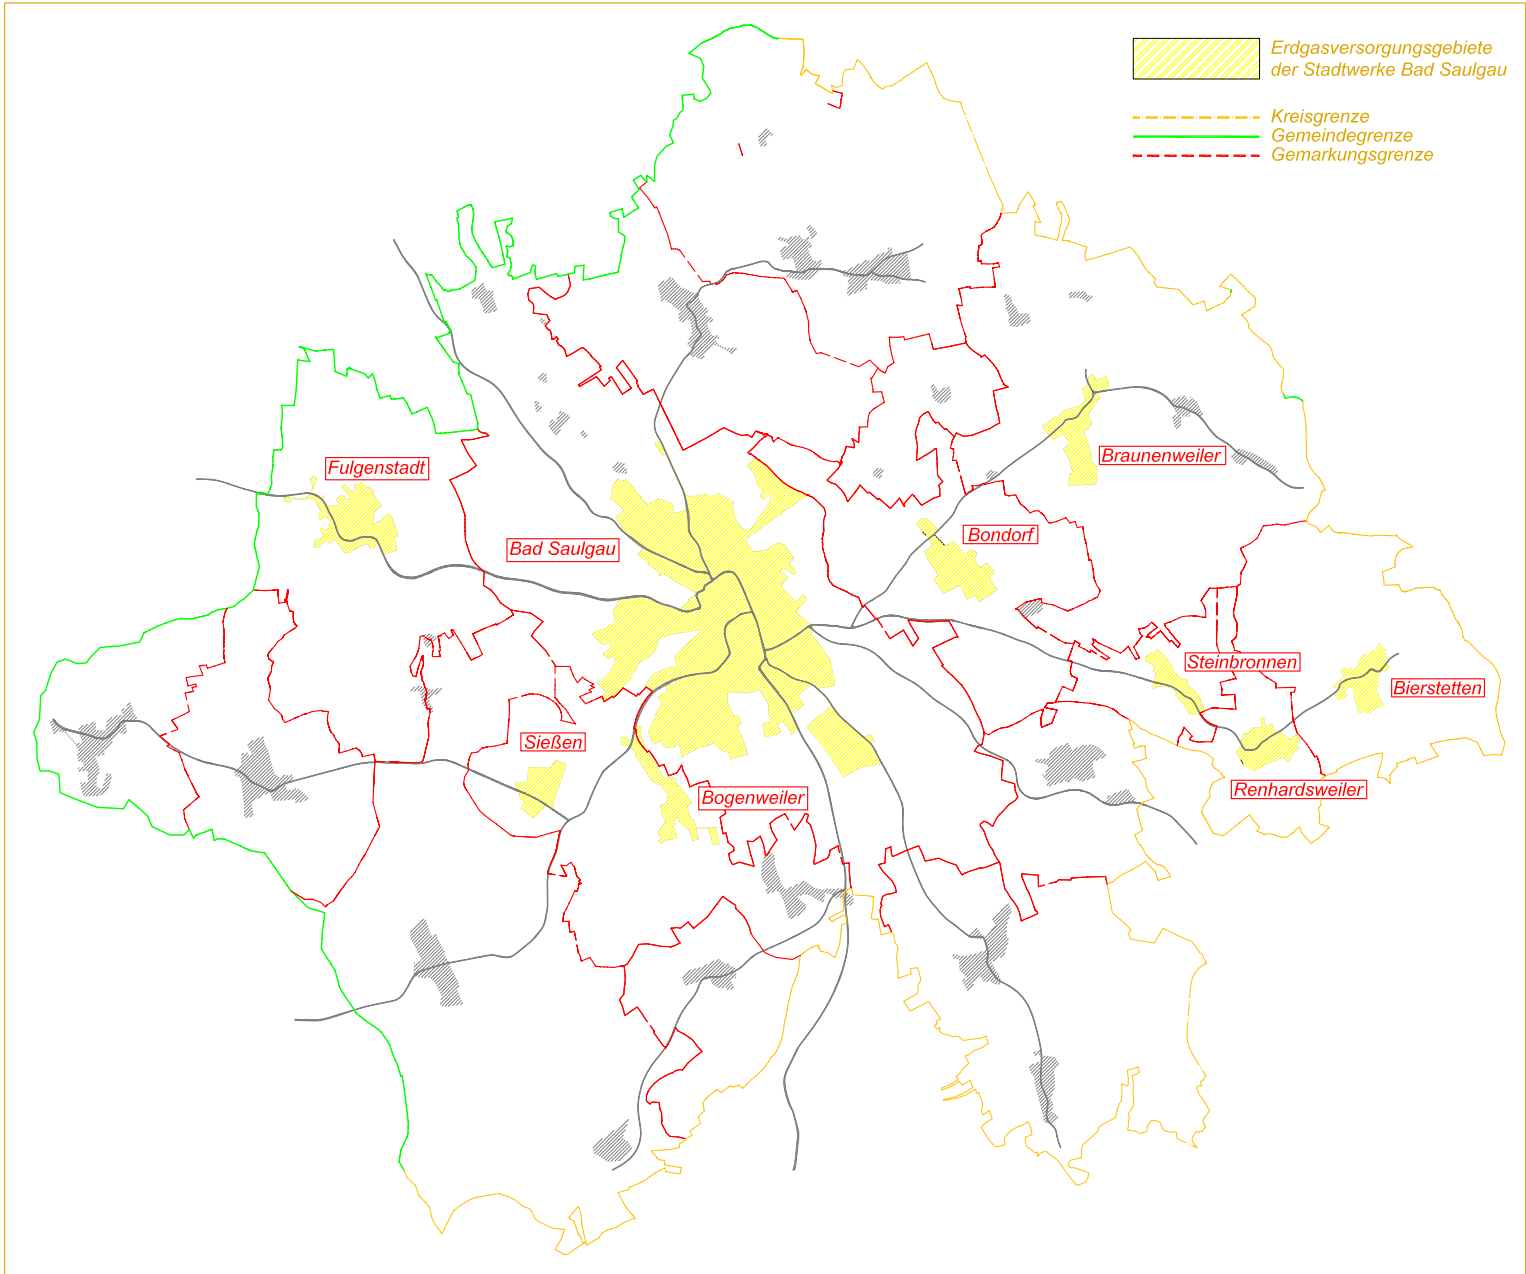 Erdgasversorgungsgebiete
der Stadtwerke Bad Saulgau
Kreisgrenze
Gemeindegrenze
Gemarkungsgrenze
Fulgenstadt
Braunenweiler
Bondorf
Bad Saulgau
Steinbronnen
Bierstetten
Sießen
Renhardsweiler
Bogenweiler